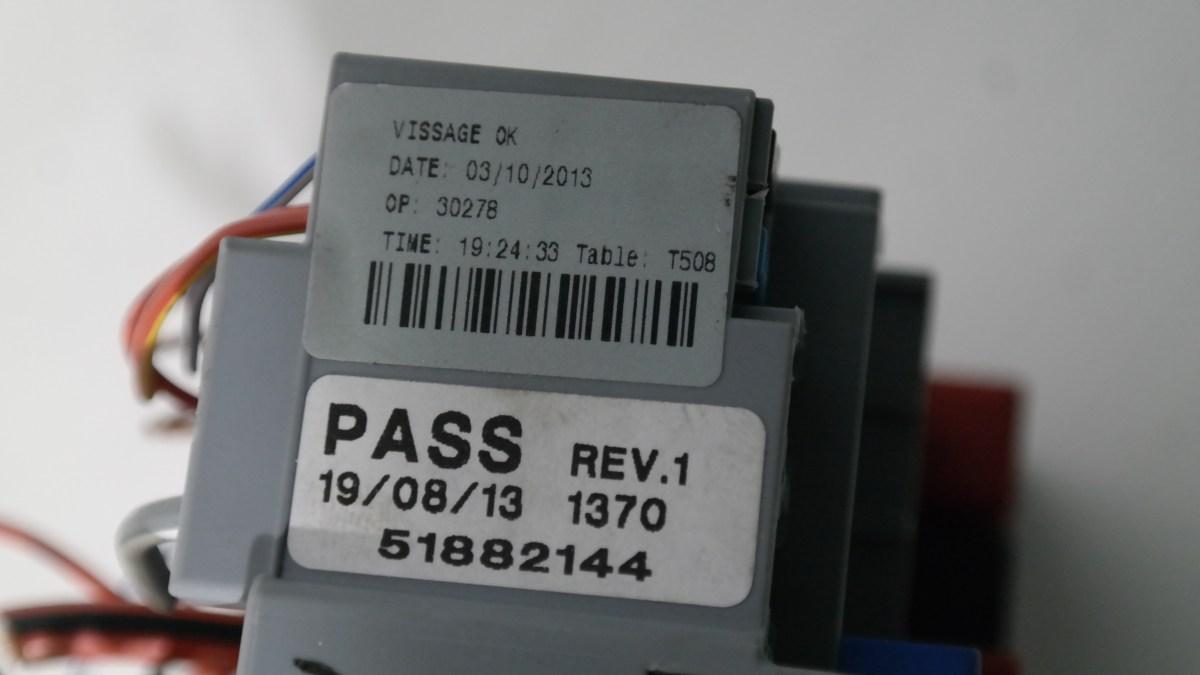 VISSAGE OK
DATE: 03/10/2013
OP: 30278
TIME: 19:24:33 Table: T508
PASS REV.1
19/08/13 1370
51882144